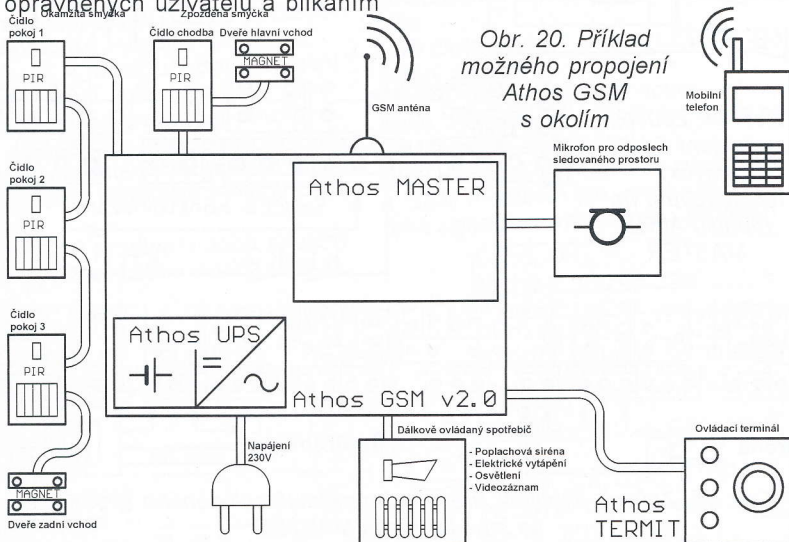 oprávněných uživatelů a blikáním
Okamžitá smyčka
Zpožděná smyčka
Čidlo
pokoj 1
PIR
Čidlo chodba
PIR
Dveře hlavní vchod
MAGNET
GSM anténa
Obr. 20. Příklad
možného propojení
Athos GSM
s okolím
Mobilní
telefon
Čidlo
pokoj 2
PIR
Athos MASTER
Mikrofon pro odposlech
sledovaného prostoru
Čidlo
pokoj 3
PIR
Athos UPS
Athos GSM v2.0
MAGNET
Dveře zadní vchod
Napájení
230V
Dálkově ovládaný spotřebič
- Poplachová siréna
- Elektrické vytápění
- Osvětlení
- Videozáznam
Ovládací terminál
Athos
TERMIT